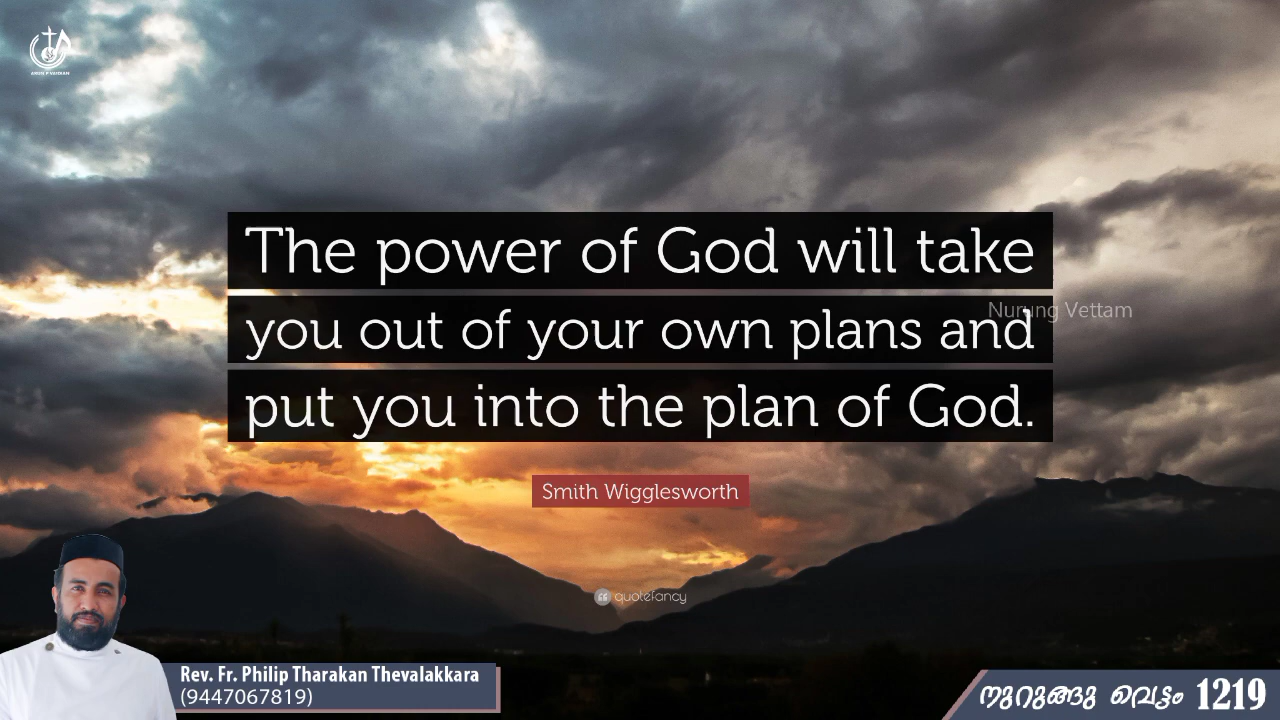 The power of God will take
you out of your own plans and
put you into the plan of God.
Nurung Vettam
Smith Wigglesworth
quotefancy
Rev. Fr. Philip Tharakan Thevalakkara
(9447067819)
നുറുങ്ങു വെട്ടം 1219